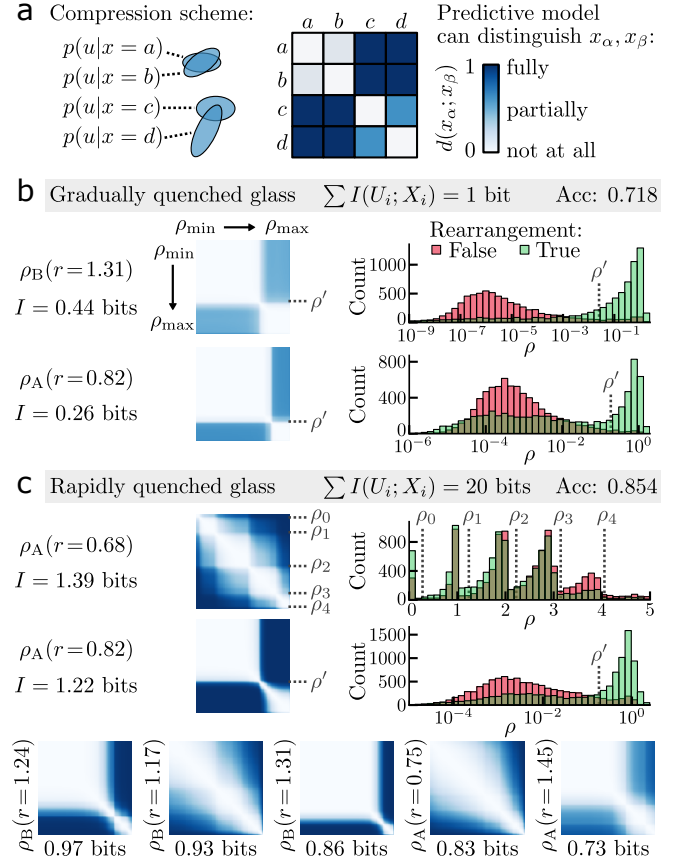 a
Compression scheme:
p(u|x = a)
p(u|x = b)
p(u|x = c)
p(u|x = d)
a b c d
a
b
c
d
Predictive model
can distinguish xα, xβ:
d(xα; xβ)
1
0
fully
partially
not at all
b Gradually quenched glass ∑ I(Ui; Xi) = 1 bit Acc: 0.718
ρB(r=1.31)
I = 0.44 bits
ρmin → ρmax
ρmin
ρmax
ρ′
Rearrangement:
False True
Count
1000
500
0
ρ′
10⁻⁹ 10⁻⁷ 10⁻⁵ 10⁻³ 10⁻¹
ρ
ρA(r=0.82)
I = 0.26 bits
ρ′
Count
800
400
0
ρ′
10⁻⁶ 10⁻⁴ 10⁻² 10⁰
ρ
c Rapidly quenched glass ∑ I(Ui; Xi) = 20 bits Acc: 0.854
ρA(r=0.68)
I = 1.39 bits
ρ0
ρ1
ρ2
ρ3
ρ4
Count
800
400
0
ρ0 ρ1 ρ2 ρ3 ρ4
0 1 2 3 4 5
ρ
ρA(r=0.82)
I = 1.22 bits
ρ′
Count
1500
1000
500
0
ρ′
10⁻⁴ 10⁻² 10⁰
ρ
ρB(r=1.24)
0.97 bits
ρB(r=1.17)
0.93 bits
ρB(r=1.31)
0.86 bits
ρA(r=0.75)
0.83 bits
ρA(r=1.45)
0.73 bits